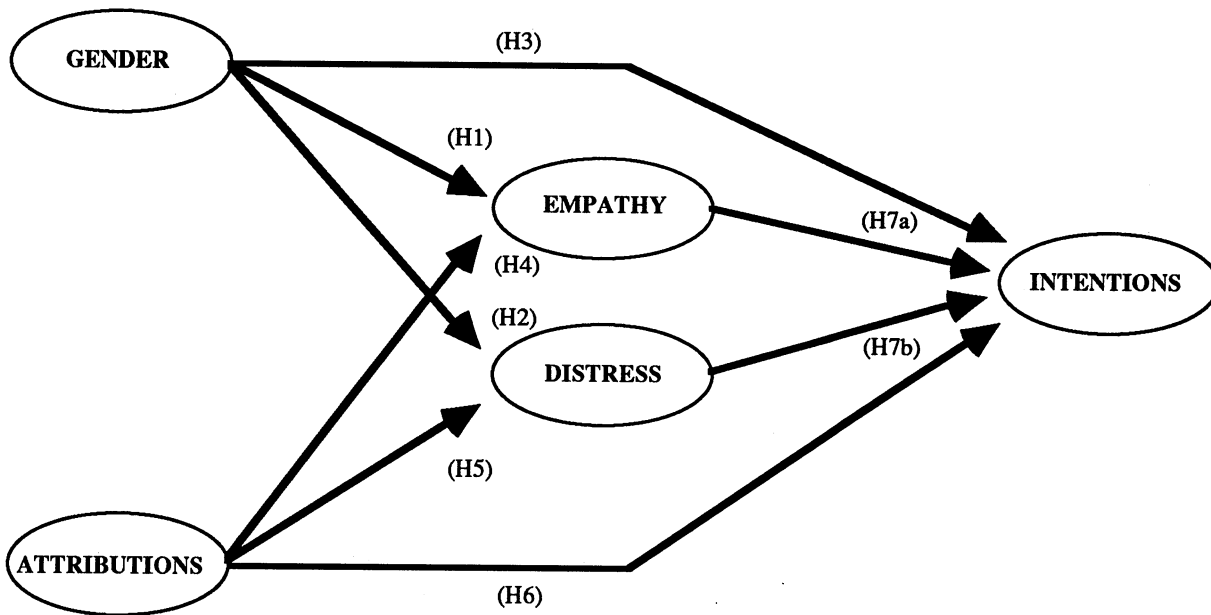 (H3)
GENDER
(H1)
EMPATHY
(H7a)
(H4)
INTENTIONS
(H2)
(H7b)
DISTRESS
(H5)
ATTRIBUTIONS
(H6)